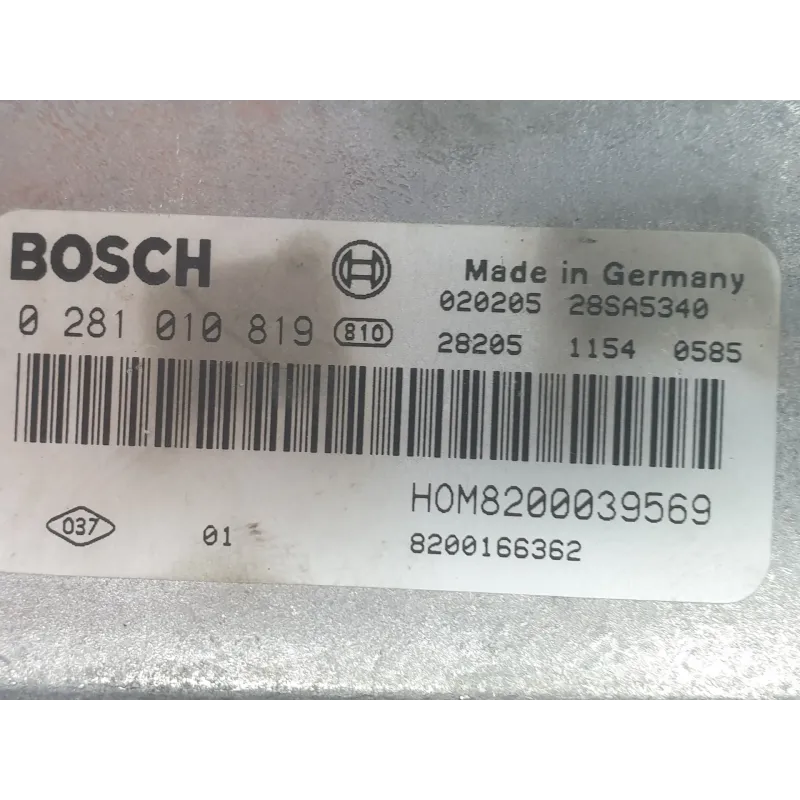 BOSCH
Made in Germany
020205 28SA5340
0 281 010 819 810
28205 1154 0585
HOM8200039569
037 01
8200166362